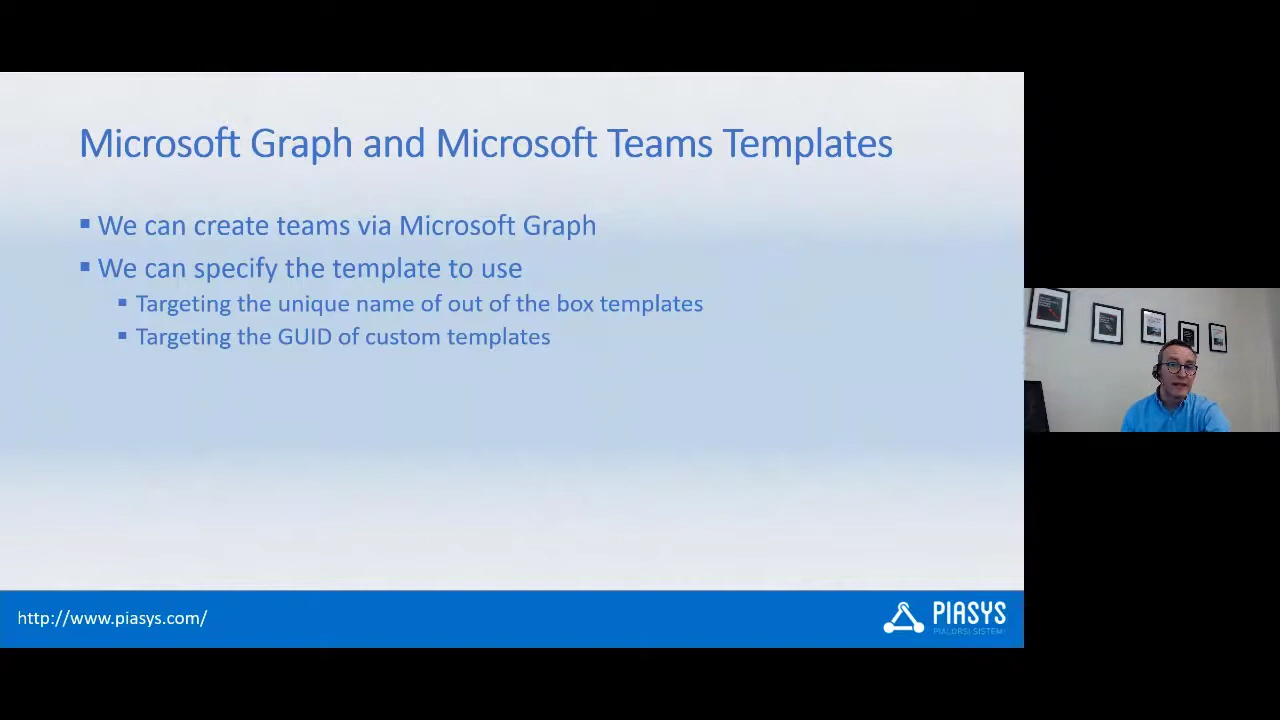 Microsoft Graph and Microsoft Teams Templates
We can create teams via Microsoft Graph
We can specify the template to use
Targeting the unique name of out of the box templates
Targeting the GUID of custom templates
http://www.piasys.com/
PIASYS
PIALORSI SISTEMI